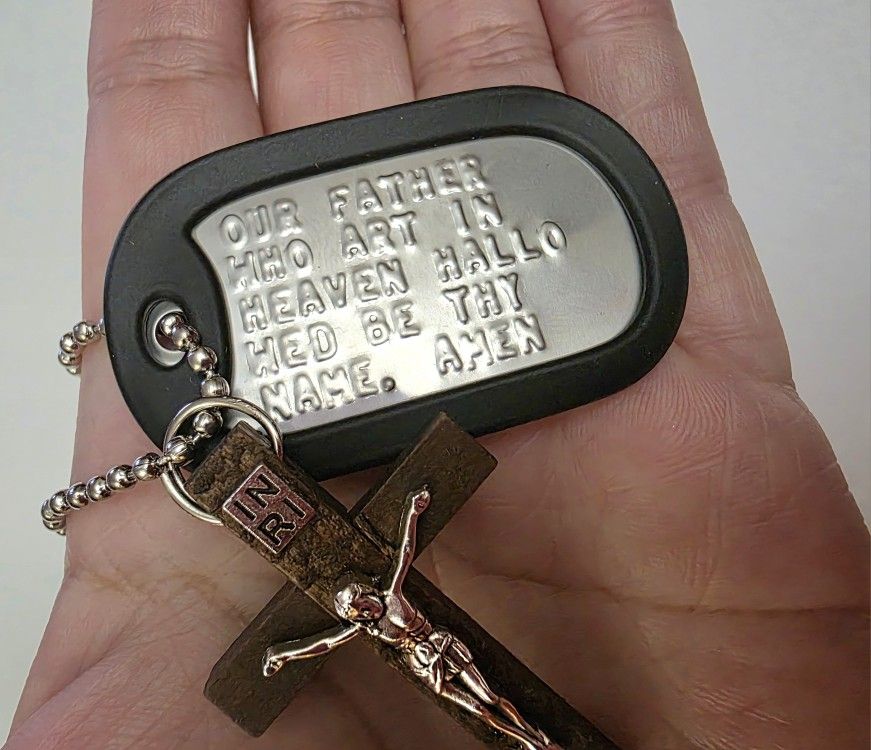 OUR FATHER
WHO ART IN
HEAVEN HALLO
WED BE THY
NAME. AMEN
IN
RI